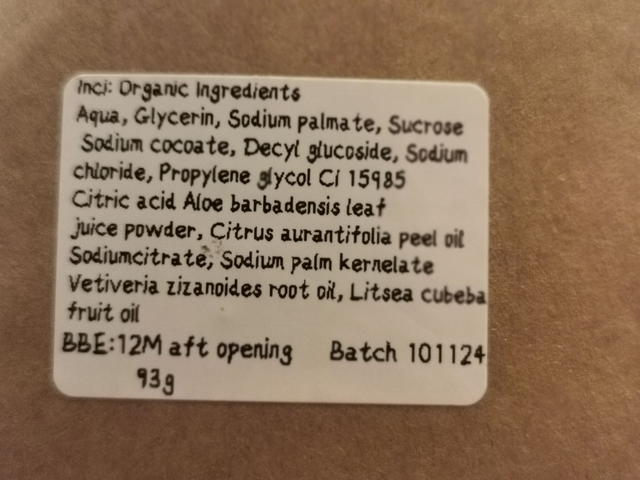 Inci: Organic Ingredients
Aqua, Glycerin, Sodium palmate, Sucrose
Sodium cocoate, Decyl glucoside, Sodium
chloride, Propylene glycol Ci 15985
Citric acid Aloe barbadensis leaf
juice powder, Citrus aurantifolia peel oil
Sodiumcitrate, Sodium palm kernelate
Vetiveria zizanoides root oil, Litsea cubeba
fruit oil
BBE:12M aft opening Batch 101124
93g